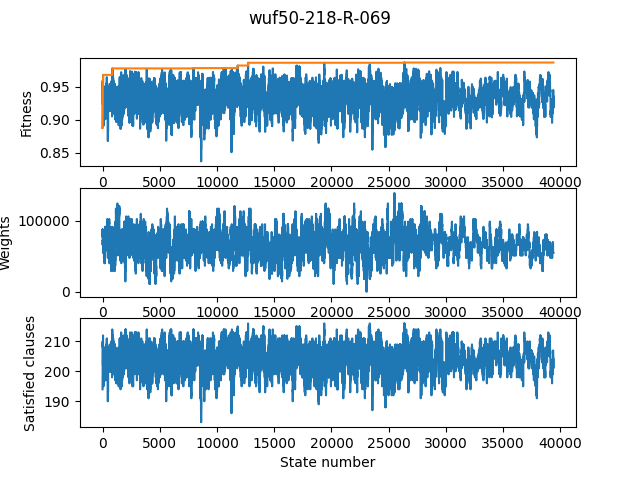 wuf50-218-R-069
Fitness
0.95
0.90
0.85
0 5000 10000 15000 20000 25000 30000 35000 40000
Weights
100000
0
0 5000 10000 15000 20000 25000 30000 35000 40000
Satisfied clauses
210
200
190
0 5000 10000 15000 20000 25000 30000 35000 40000
State number